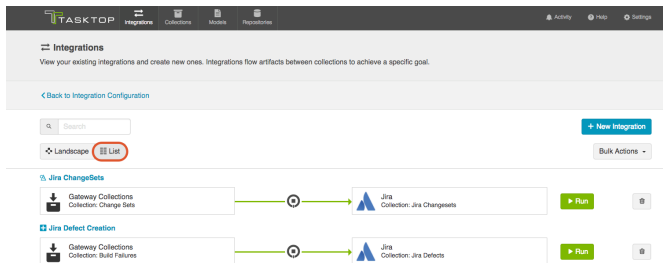 TASKTOP
Integrations
Collections
Models
Repositories
Activity
Help
Settings
Integrations
View your existing integrations and create new ones. Integrations flow artifacts between collections to achieve a specific goal.
Back to Integration Configuration
Search
+ New Integration
Landscape
List
Bulk Actions
Jira ChangeSets
Gateway Collections
Collection: Change Sets
Jira
Collection: Jira Changesets
Run
Jira Defect Creation
Gateway Collections
Collection: Build Failures
Jira
Collection: Jira Defects
Run